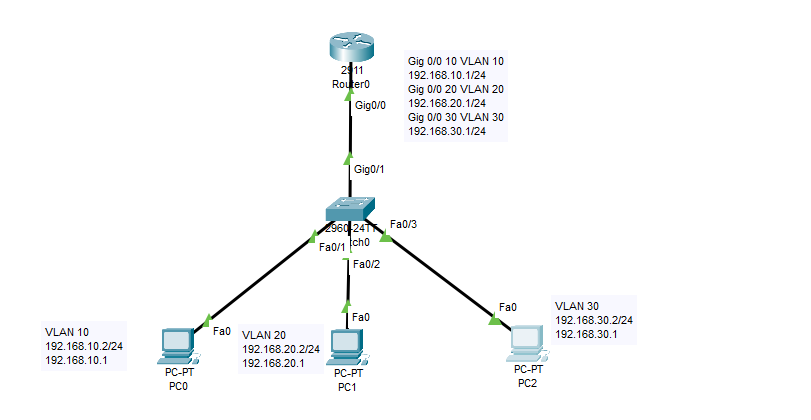 Gig 0/0 10 VLAN 10
192.168.10.1/24
Gig 0/0 20 VLAN 20
192.168.20.1/24
Gig 0/0 30 VLAN 30
192.168.30.1/24
2911
Router0
Gig0/0
Gig0/1
2960-24TT
Fa0/3
Fa0/1
Fa0/2
Fa0
Fa0
Fa0
VLAN 10
192.168.10.2/24
192.168.10.1
VLAN 20
192.168.20.2/24
192.168.20.1
VLAN 30
192.168.30.2/24
192.168.30.1
PC-PT
PC0
PC-PT
PC1
PC-PT
PC2